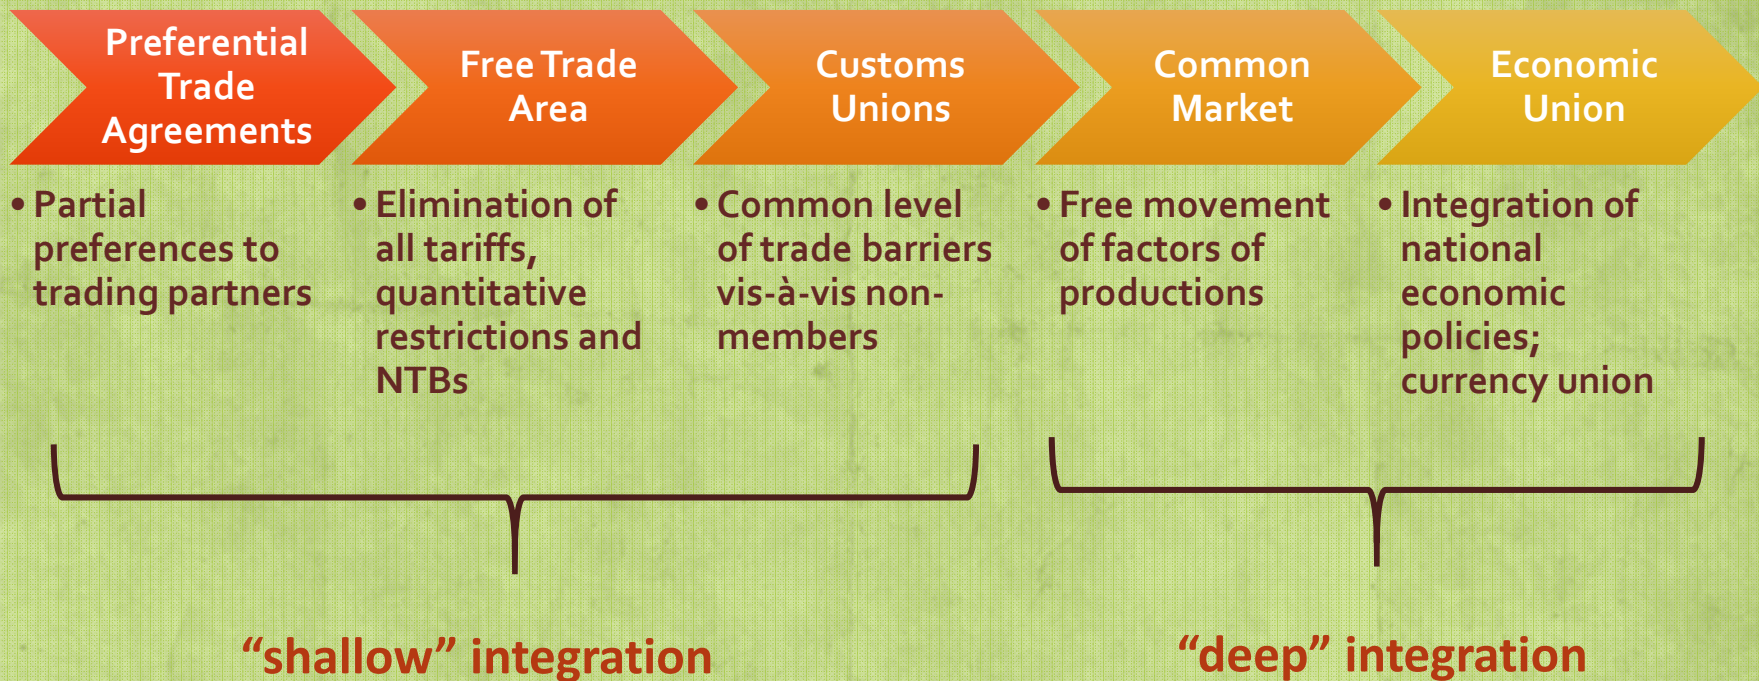 Preferential
Trade
Agreements
Free Trade
Area
Customs
Unions
Common
Market
Economic
Union
• Partial
preferences to
trading partners
• Elimination of
all tariffs,
quantitative
restrictions and
NTBs
• Common level
of trade barriers
vis-à-vis non-
members
• Free movement
of factors of
productions
• Integration of
national
economic
policies;
currency union
“shallow” integration
“deep” integration